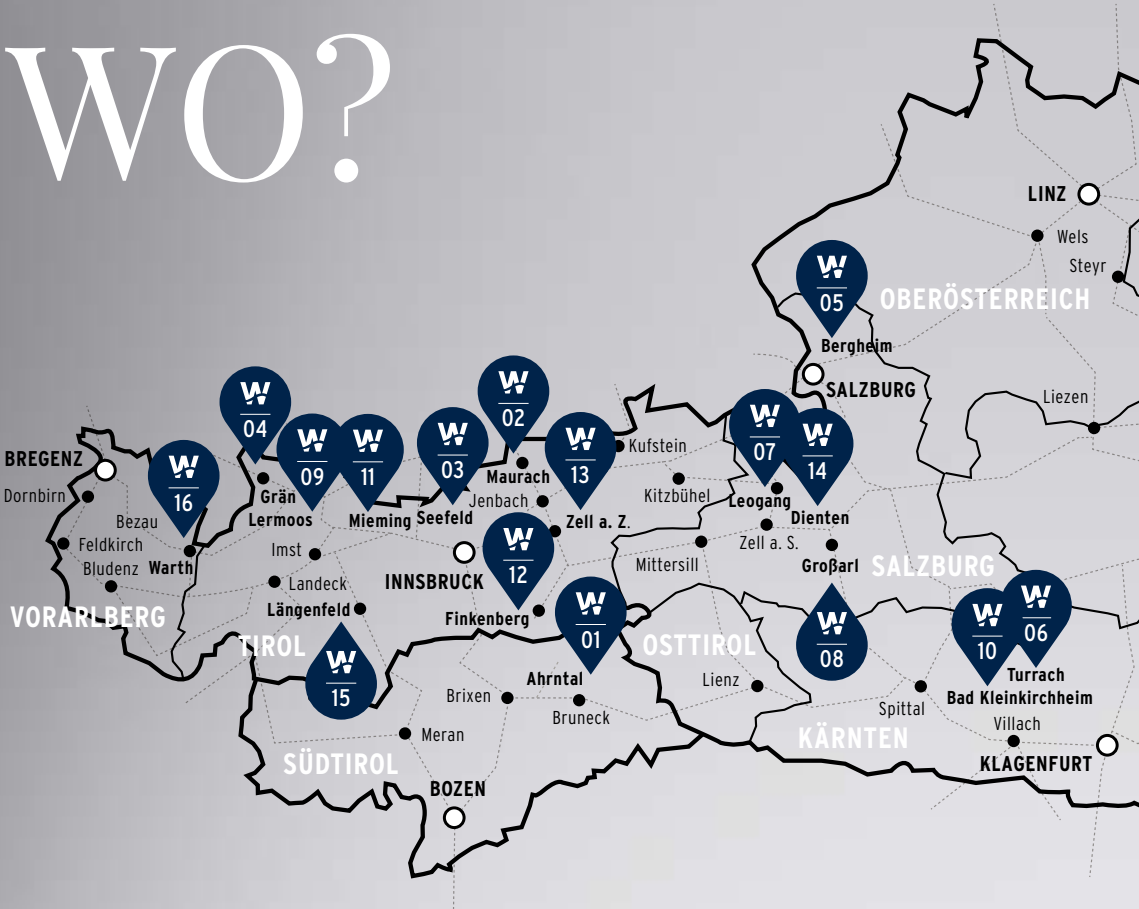 WO?
LINZ
Wels
Steyr
OBERÖSTERREICH
W
05
Bergheim
SALZBURG
Liezen
W
04
W
09
W
11
W
03
W
02
W
13
W
07
W
14
W
16
BREGENZ
Dornbirn
Bezau
Feldkirch
Bludenz
Warth
VORARLBERG
Grän
Lermoos
Mieming
Seefeld
Maurach
Jenbach
Kufstein
Kitzbühel
Zell a. Z.
Leogang
Dienten
Zell a. S.
Mittersill
Großarl
SALZBURG
Imst
Landeck
Längenfeld
INNSBRUCK
W
12
Finkenberg
W
01
Ahrntal
TIROL
W
15
OSTTIROL
Lienz
W
08
W
10
W
06
Turrach
Bad Kleinkirchheim
Spittal
Villach
KÄRNTEN
KLAGENFURT
Brixen
Bruneck
Meran
SÜDTIROL
BOZEN